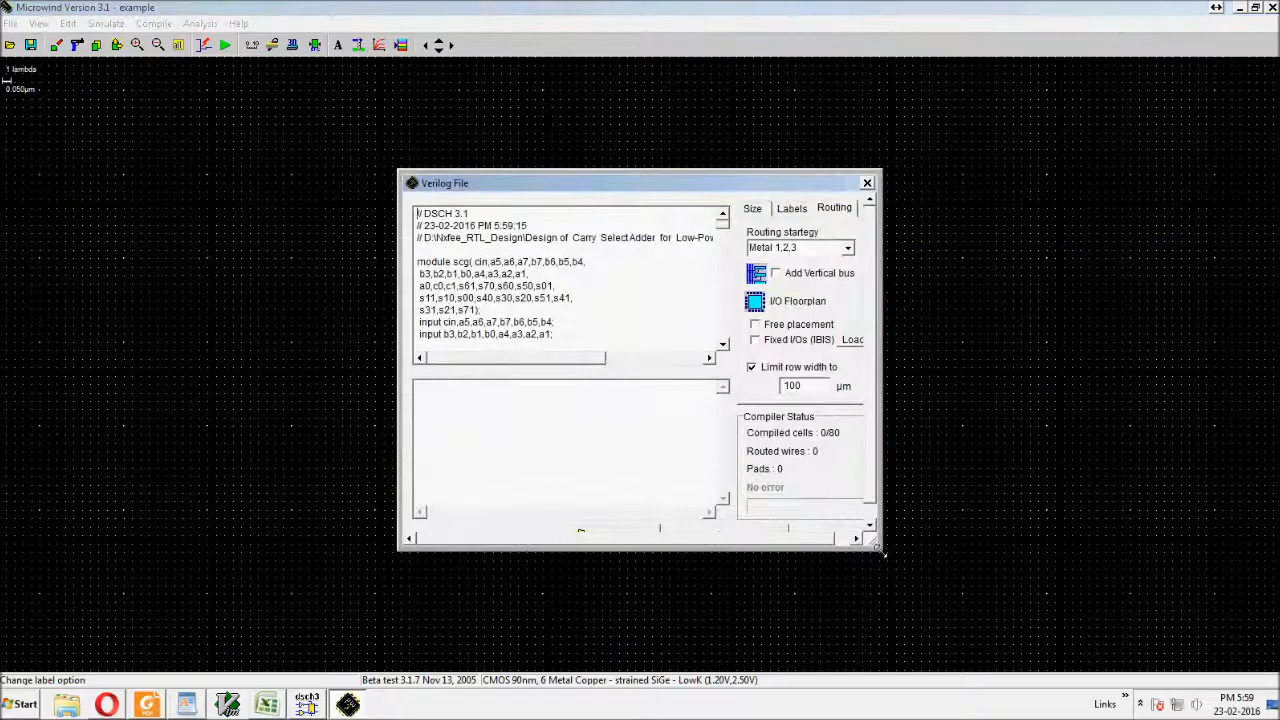 Microwind Version 3.1 - example
File View Edit Simulate Compile Analysis Help
1 lambda
0.050µm
Verilog File
// DSCH 3.1
// 23-02-2016 PM 5:59:15
// D:\Nxfee_RTL_Design\Design of Carry Select Adder for Low-Pow
module scg( cin,a5,a6,a7,b7,b6,b5,b4,
b3,b2,b1,b0,a4,a3,a2,a1,
a0,c0,c1,s61,s70,s60,s50,s01,
s11,s10,s00,s40,s30,s20,s51,s41,
s31,s21,s71);
input cin,a5,a6,a7,b7,b6,b5,b4;
input b3,b2,b1,b0,a4,a3,a2,a1;
Size Labels Routing
Routing startegy
Metal 1,2,3
Add Vertical bus
I/O Floorplan
Free placement
Fixed I/Os (IBIS) Load
Limit row width to
100 µm
Compiler Status
Compiled cells : 0/80
Routed wires : 0
Pads : 0
No error
Change label option
Beta test 3.1.7 Nov 13, 2005
CMOS 90nm, 6 Metal Copper - strained SiGe - LowK (1.20V,2.50V)
Start
dsch3
Links
PM 5:59
23-02-2016